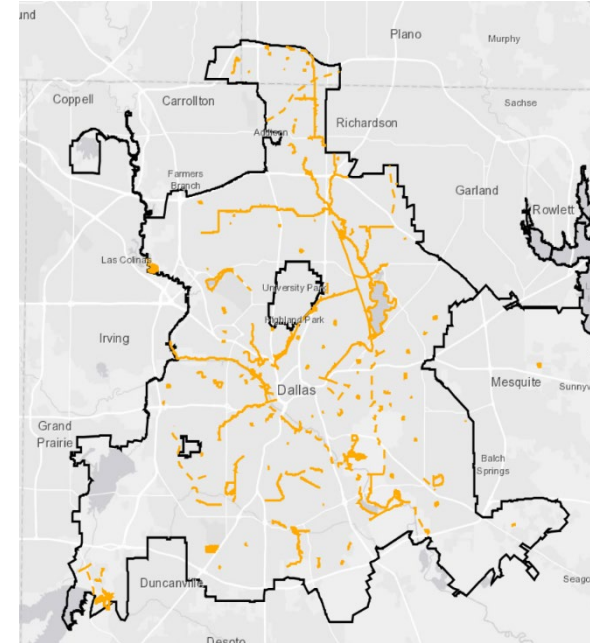 und
Plano
Murphy
Coppell
Carrollton
Sachse
Addison
Richardson
Farmers
Branch
Garland
Rowlett
Las Colinas
University Park
Highland Park
Irving
Dallas
Mesquite
Sunnyv
Grand
Prairie
Balch
Springs
Duncanville
Seago
Desoto